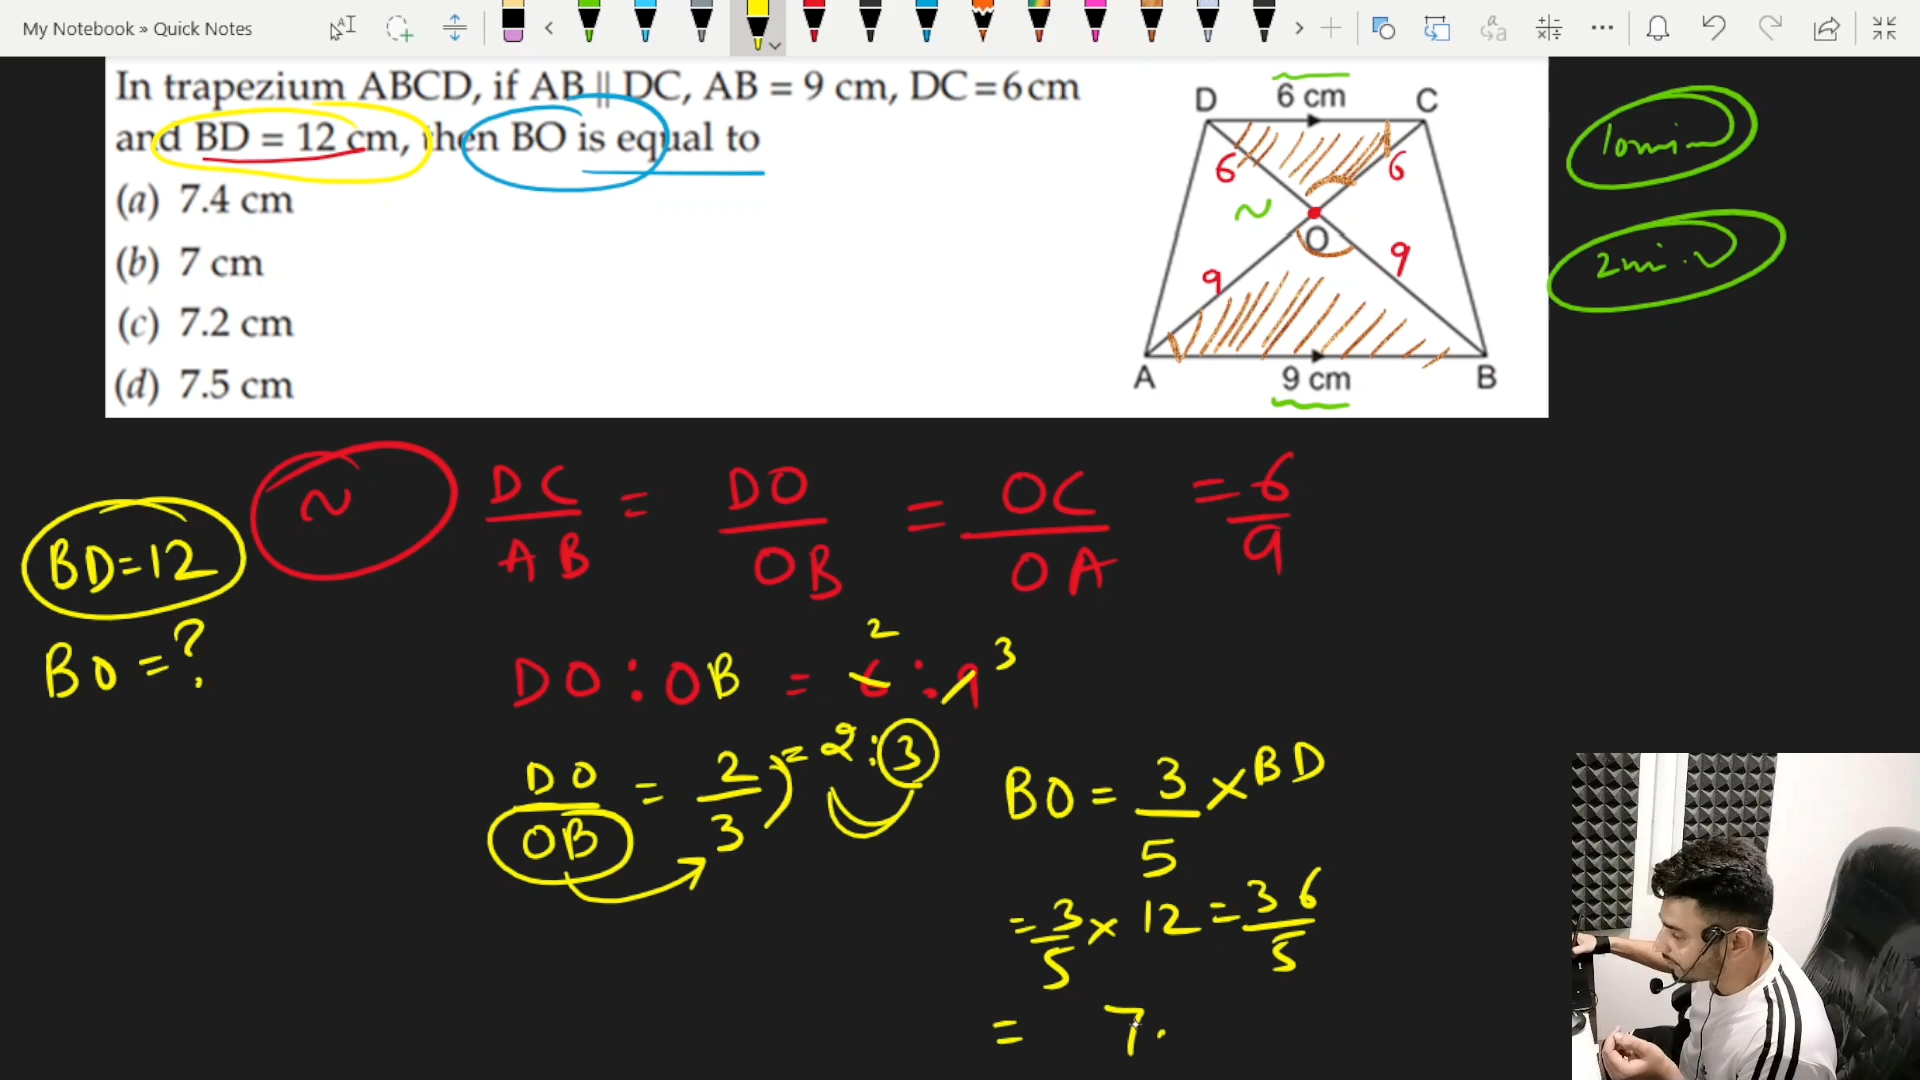 My Notebook » Quick Notes
In trapezium ABCD, if AB || DC, AB = 9 cm, DC = 6 cm
and BD = 12 cm, then BO is equal to
(a) 7.4 cm
(b) 7 cm
(c) 7.2 cm
(d) 7.5 cm
D 6 cm C
6 6
~
O
9 9
A 9 cm B
10 min
2 min
BD=12
BO=?
~
DC/AB = DO/OB = OC/OA = 6/9
2 3
DO : OB = 6 : 9
DO/OB = 2/3 ) = 2 : 3
BO = 3/5 × BD
= 3/5 × 12 = 36/5
= 7.